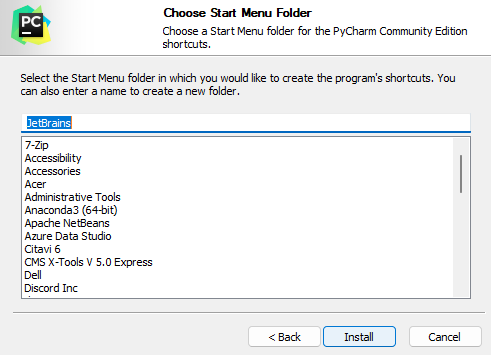 PC
Choose Start Menu Folder
Choose a Start Menu folder for the PyCharm Community Edition
shortcuts.
Select the Start Menu folder in which you would like to create the program's shortcuts. You
can also enter a name to create a new folder.
JetBrains
7-Zip
Accessibility
Accessories
Acer
Administrative Tools
Anaconda3 (64-bit)
Apache NetBeans
Azure Data Studio
Citavi 6
CMS X-Tools V 5.0 Express
Dell
Discord Inc
< Back
Install
Cancel